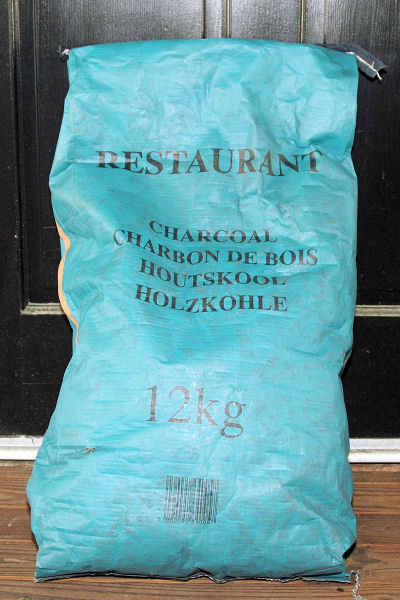 RESTAURANT
CHARCOAL
CHARBON DE BOIS
HOUTSKOOL
HOLZKOHLE
12kg